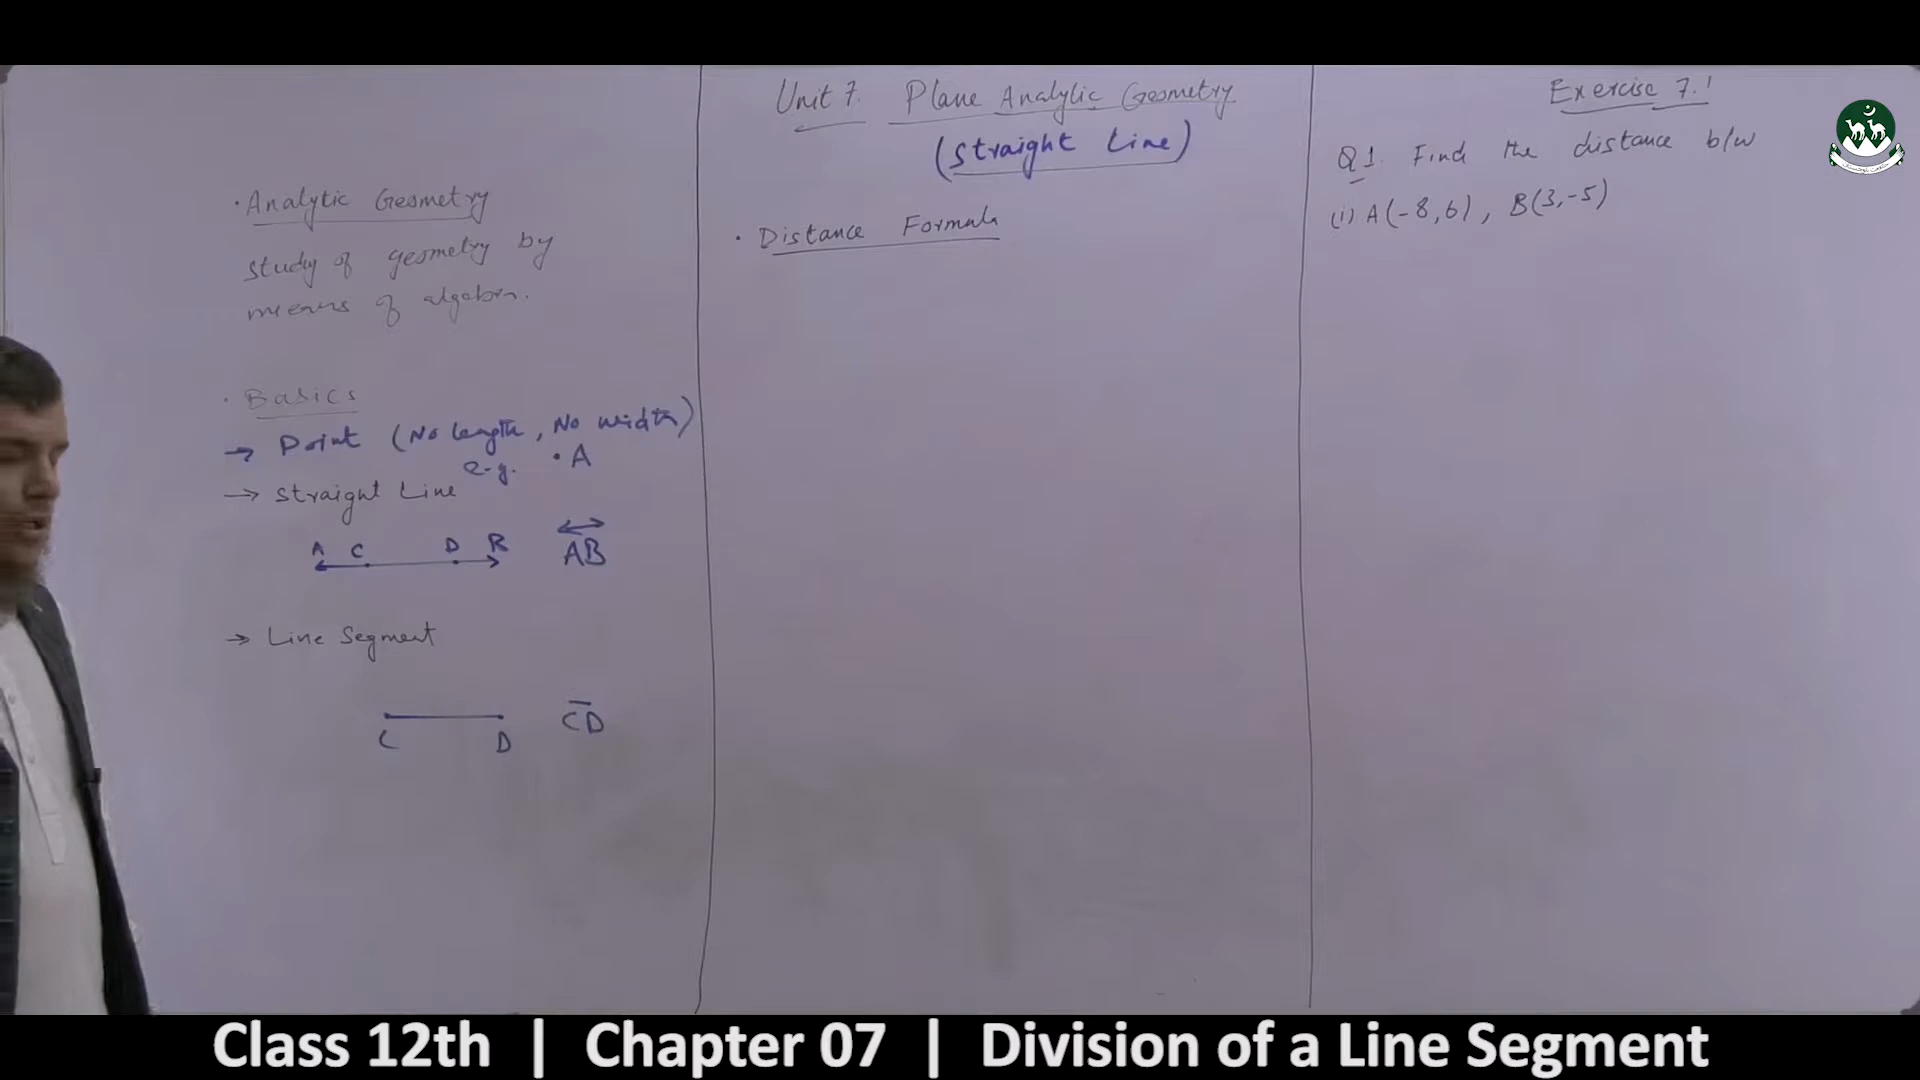 Unit 7. Plane Analytic Geometry
(Straight Line)
• Analytic Geometry
study of geometry by
means of algebra.
• Basics
→ Point (No length, No width)
e.g. • A
→ Straight Line
A C D B AB
→ Line Segment
C D CD
• Distance Formula
Exercise 7.1
Q1. Find the distance b/w
(i) A(-8,6), B(3,-5)
Class 12th | Chapter 07 | Division of a Line Segment